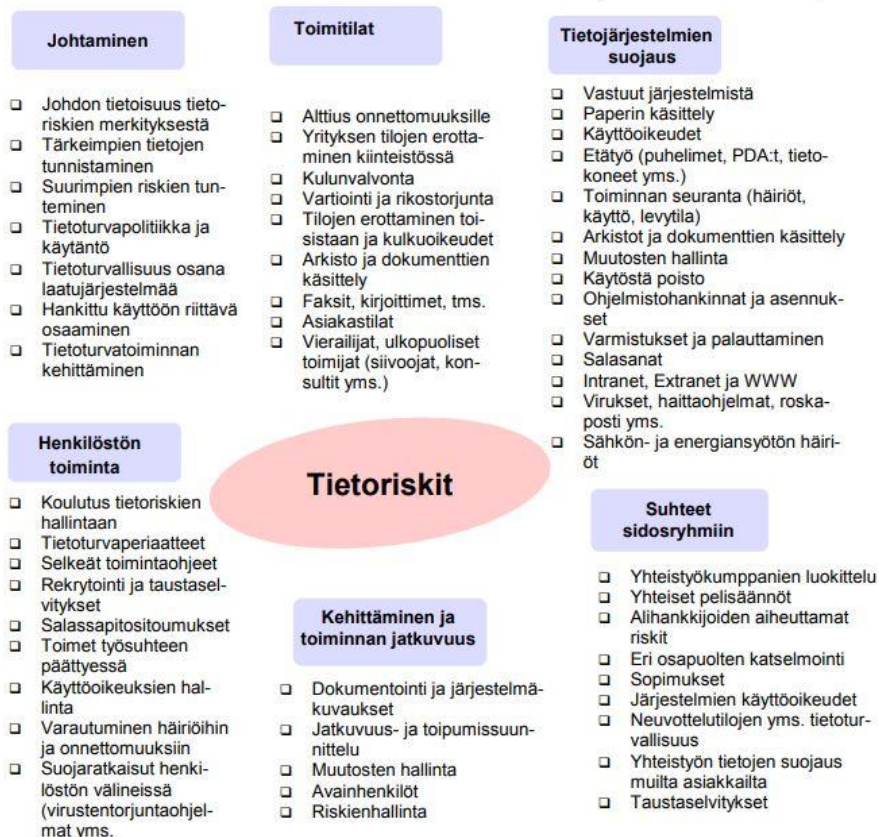 Johtaminen
❑ Johdon tietoisuus tieto-
riskien merkityksestä
❑ Tärkeimpien tietojen
tunnistaminen
❑ Suurimpien riskien tun-
teminen
❑ Tietoturvapolitiikka ja
käytäntö
❑ Tietoturvallisuus osana
laatujärjestelmää
❑ Hankittu käyttöön riittävä
osaaminen
❑ Tietoturvatoiminnan
kehittäminen
Toimitilat
❑ Alttius onnettomuuksille
❑ Yrityksen tilojen erotta-
minen kiinteistössä
❑ Kulunvalvonta
❑ Vartiointi ja rikostorjunta
❑ Tilojen erottaminen toi-
sistaan ja kulkuoikeudet
❑ Arkisto ja dokumenttien
käsittely
❑ Faksit, kirjoittimet, tms.
❑ Asiakastilat
❑ Vierailijat, ulkopuoliset
toimijat (siivoojat, kon-
sultit yms.)
Tietojärjestelmien
suojaus
❑ Vastuut järjestelmistä
❑ Paperin käsittely
❑ Käyttöoikeudet
❑ Etätyö (puhelimet, PDA:t, tieto-
koneet yms.)
❑ Toiminnan seuranta (häiriöt,
käyttö, levytila)
❑ Arkistot ja dokumenttien käsittely
❑ Muutosten hallinta
❑ Käytöstä poisto
❑ Ohjelmistohankinnat ja asennuk-
set
❑ Varmistukset ja palauttaminen
❑ Salasanat
❑ Intranet, Extranet ja WWW
❑ Virukset, haittaohjelmat, roska-
posti yms.
❑ Sähkön- ja energiansyötön häiri-
öt
Henkilöstön
toiminta
❑ Koulutus tietoriskien
hallintaan
❑ Tietoturvaperiaatteet
❑ Selkeät toimintaohjeet
❑ Rekrytointi ja taustasel-
vitykset
❑ Salassapitositoumukset
❑ Toimet työsuhteen
päättyessä
❑ Käyttöoikeuksien hal-
linta
❑ Varautuminen häiriöihin
ja onnettomuuksiin
❑ Suojaratkaisut henki-
löstön välineissä
(virustentorjuntaohjel-
mat yms.
Tietoriskit
Kehittäminen ja
toiminnan jatkuvuus
❑ Dokumentointi ja järjestelmä-
kuvaukset
❑ Jatkuvuus- ja toipumissuun-
nittelu
❑ Muutosten hallinta
❑ Avainhenkilöt
❑ Riskienhallinta
Suhteet
sidosryhmiin
❑ Yhteistyökumppanien luokittelu
❑ Yhteiset pelisäännöt
❑ Alihankkijoiden aiheuttamat
riskit
❑ Eri osapuolten katselmointi
❑ Sopimukset
❑ Järjestelmien käyttöoikeudet
❑ Neuvottelutilojen yms. tietotur-
vallisuus
❑ Yhteistyön tietojen suojaus
muilta asiakkailta
❑ Taustaselvitykset